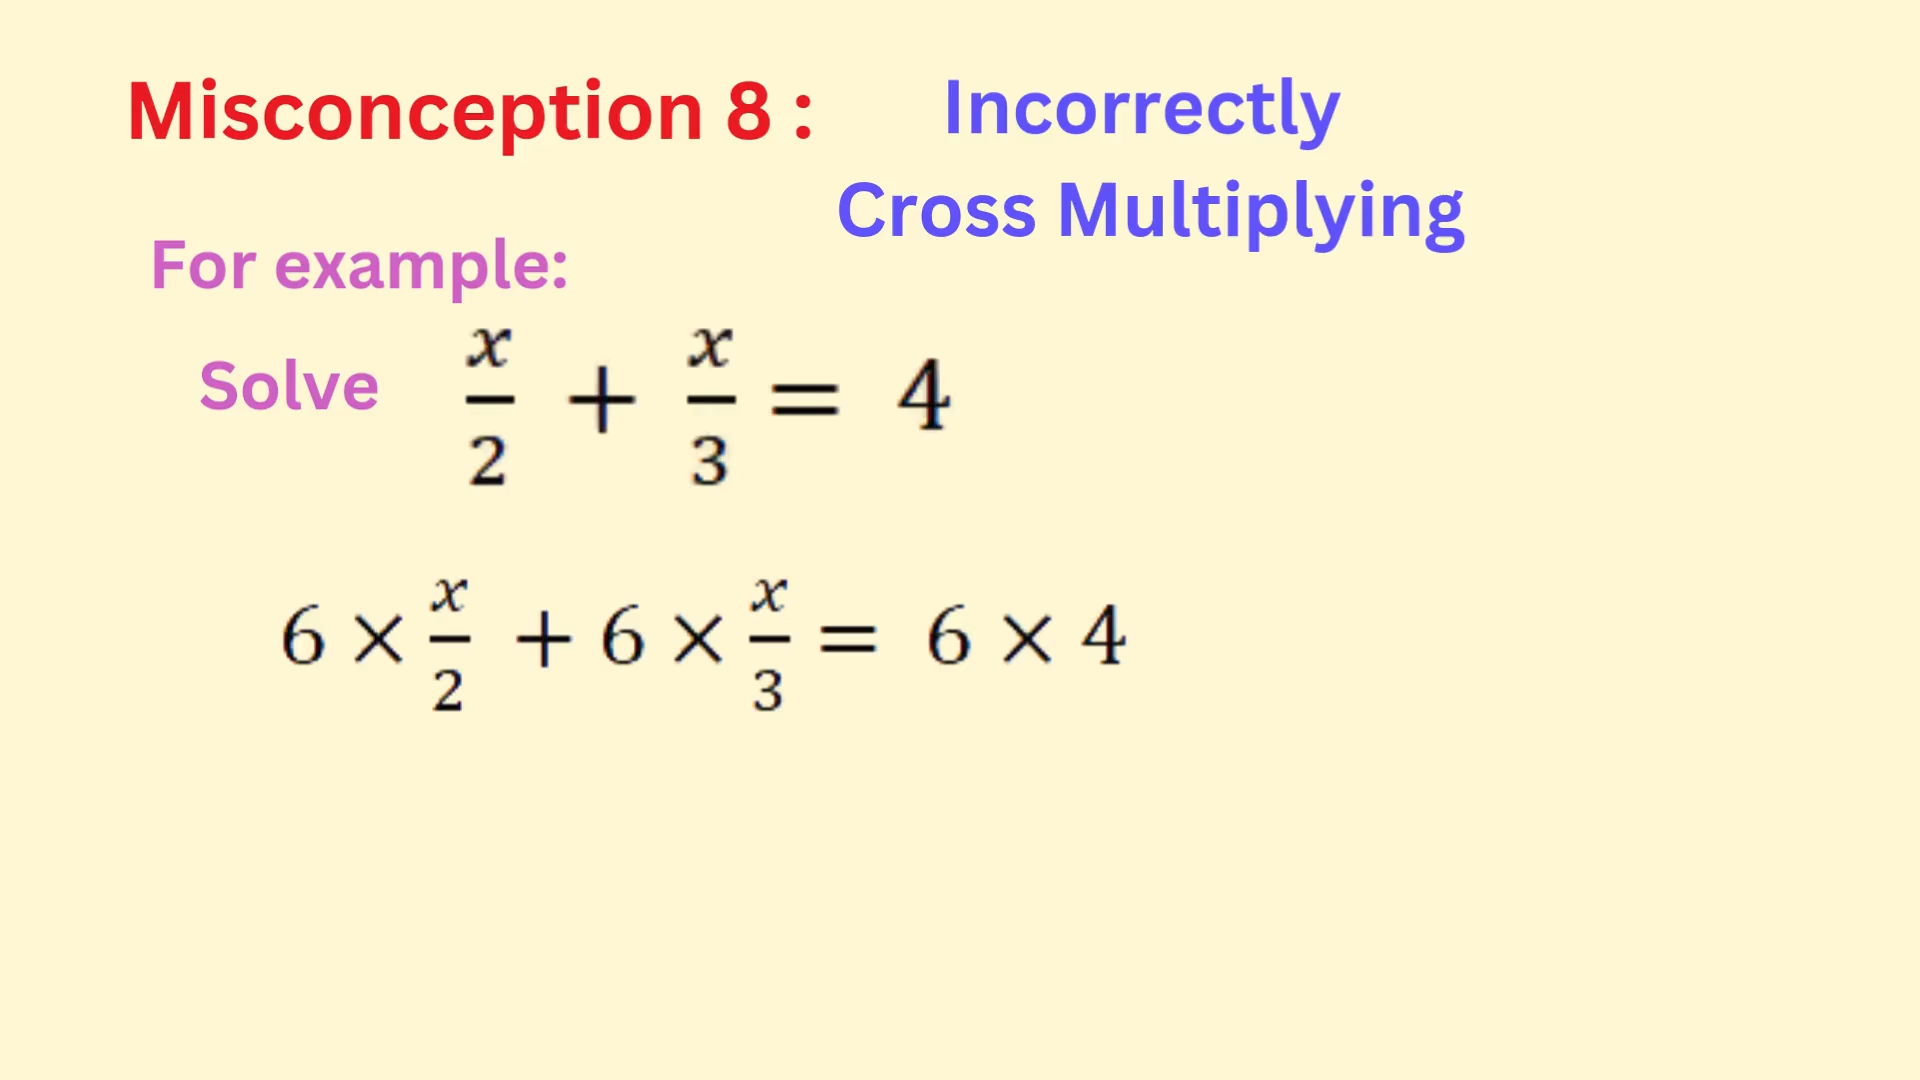 Misconception 8 : Incorrectly
Cross Multiplying
For example:
Solve x/2 + x/3 = 4
6 × x/2 + 6 × x/3 = 6 × 4